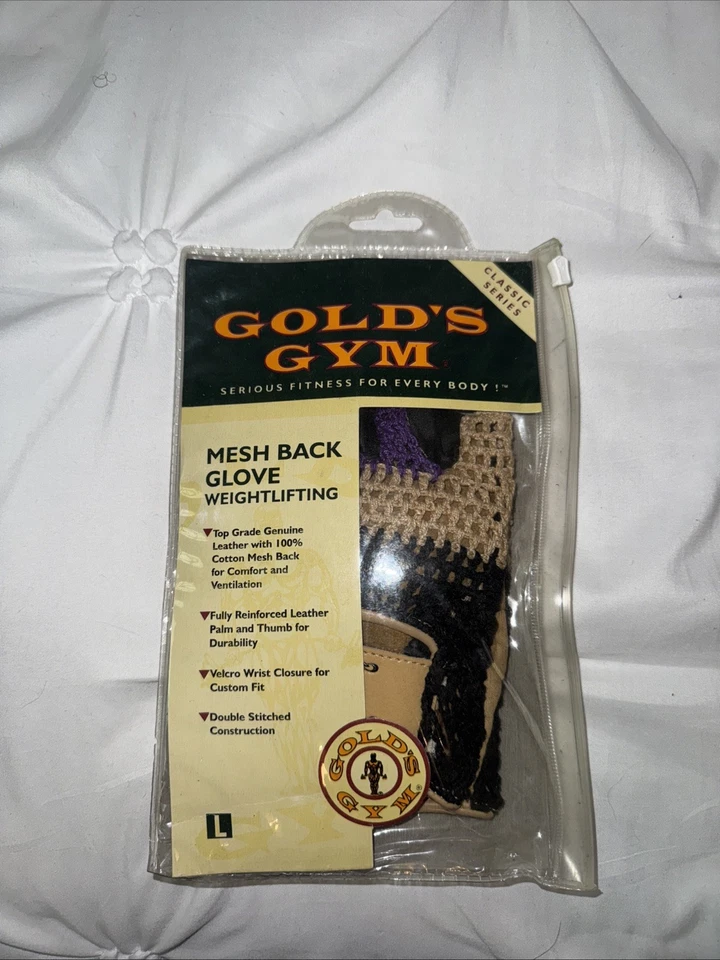 CLASSIC
SERIES
GOLD'S
GYM
SERIOUS FITNESS FOR EVERY BODY !™
MESH BACK
GLOVE
WEIGHTLIFTING
▼Top Grade Genuine
Leather with 100%
Cotton Mesh Back
for Comfort and
Ventilation
▼Fully Reinforced Leather
Palm and Thumb for
Durability
▼Velcro Wrist Closure for
Custom Fit
▼Double Stitched
Construction
GOLD'S
GYM®
L